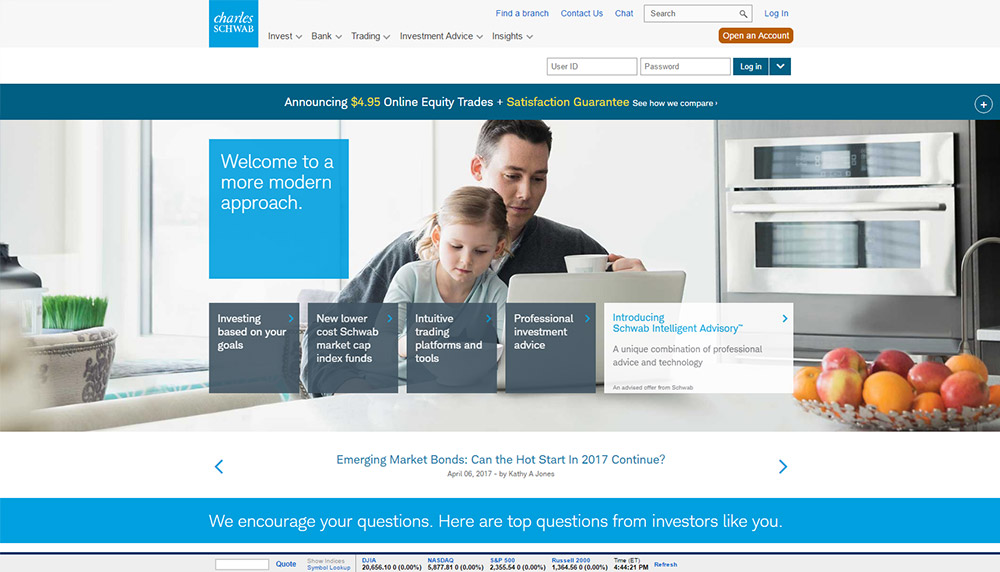 charles
SCHWAB
Find a branch
Contact Us
Chat
Search
Log In
Invest
Bank
Trading
Investment Advice
Insights
Open an Account
User ID
Password
Log in
Announcing $4.95 Online Equity Trades + Satisfaction Guarantee See how we compare ›
Welcome to a
more modern
approach.
Investing
based on your
goals
New lower
cost Schwab
market cap
index funds
Intuitive
trading
platforms and
tools
Professional
investment
advice
Introducing
Schwab Intelligent Advisory™
A unique combination of professional
advice and technology
An advised offer from Schwab
Emerging Market Bonds: Can the Hot Start In 2017 Continue?
April 06, 2017 - by Kathy A Jones
We encourage your questions. Here are top questions from investors like you.
Quote
Show Indices
Symbol Lookup
DJIA
20,656.10 0 (0.00%)
NASDAQ
5,877.81 0 (0.00%)
S&P 500
2,355.54 0 (0.00%)
Russell 2000
1,364.56 0 (0.00%)
Time (ET)
4:44:21 PM
Refresh